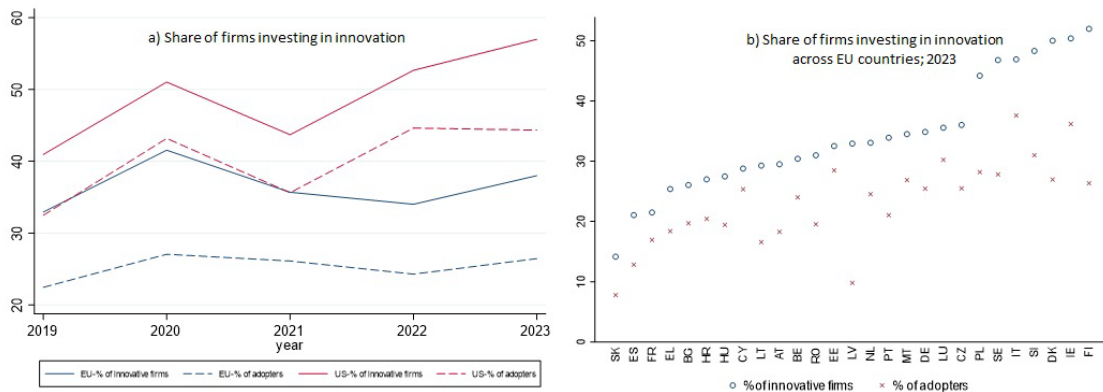 a) Share of firms investing in innovation
60
50
40
30
20
2019
2020
2021
2022
2023
year
EU-% of innovative firms
EU-% of adopters
US-% of innovative firms
US-% of adopters
b) Share of firms investing in innovation
across EU countries; 2023
50
40
30
20
10
0
SK
ES
FR
EL
BG
HR
HU
CY
LT
AT
BE
RO
EE
LV
NL
PT
MT
DE
LU
CZ
PL
SE
IT
SI
DK
IE
FI
% of innovative firms
% of adopters